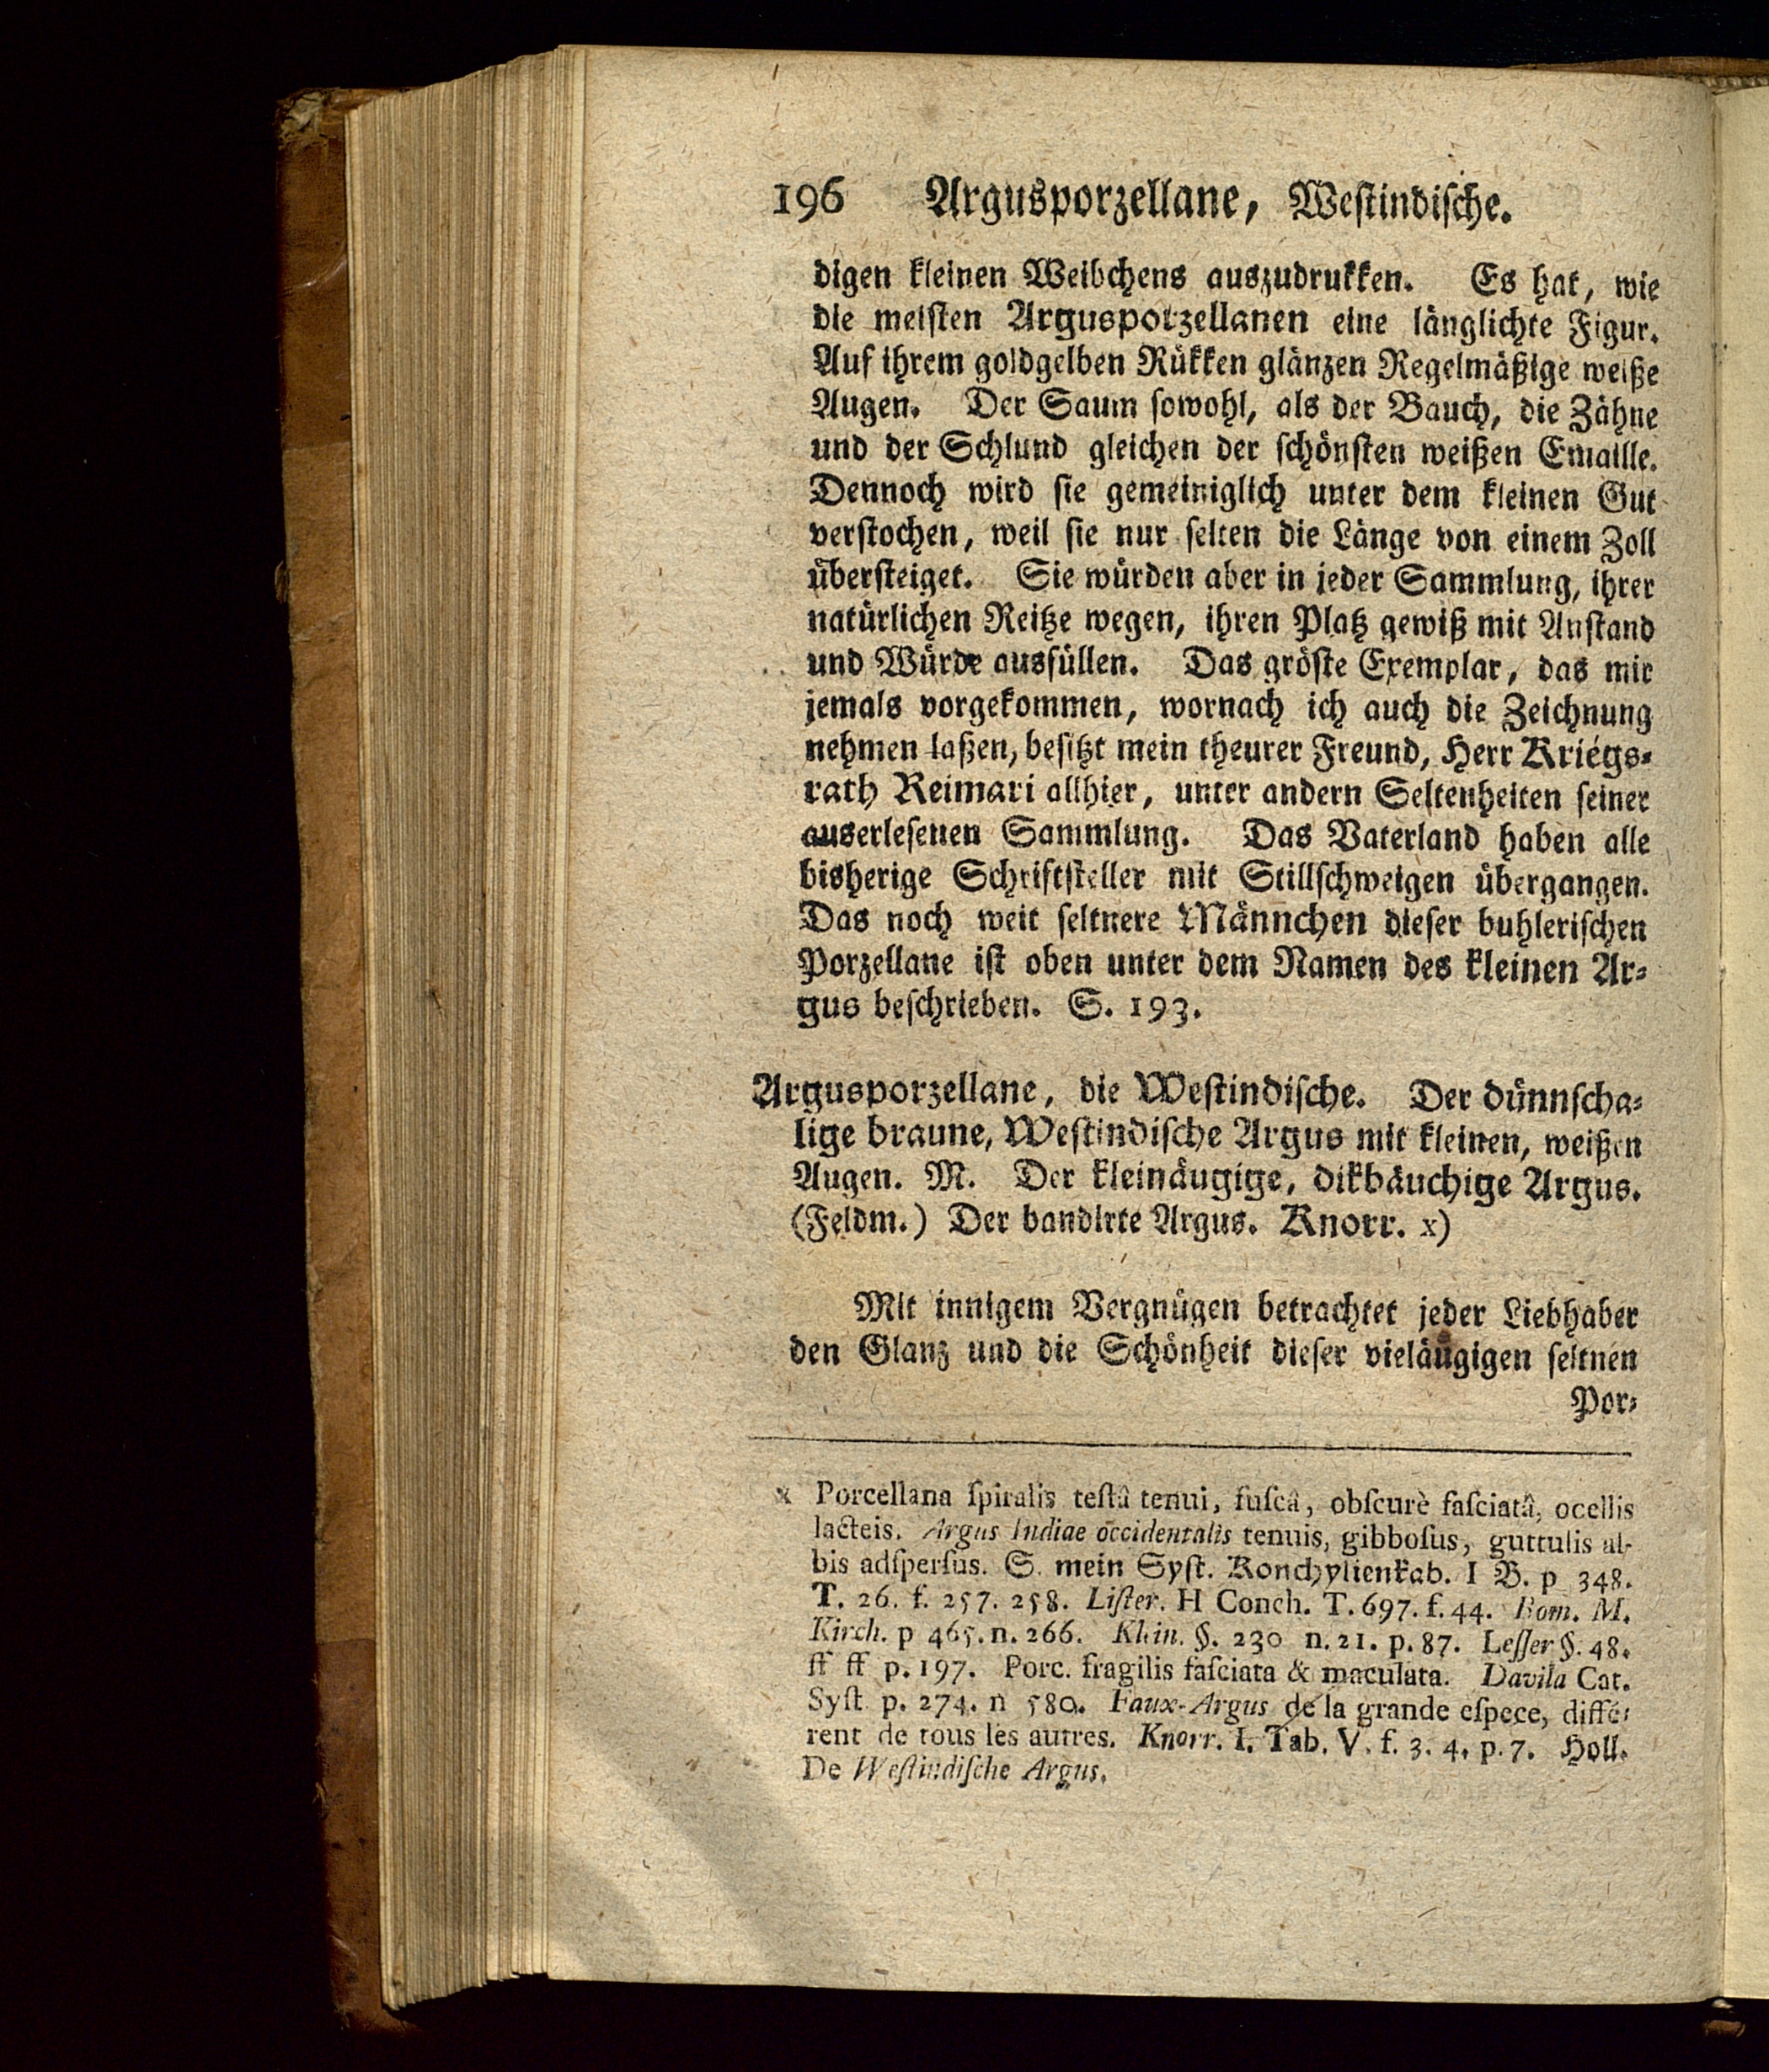 196 Argusporzellane, Westindische.
digen kleinen Weibchens auszudrukken. Es hat, wie
die meisten Argusporzellanen eine länglichte Figur.
Auf ihrem goldgelben Rükken glänzen Regelmäßige weiße
Augen. Der Saum sowohl, als der Bauch, die Zähne
und der Schlund gleichen der schönsten weißen Emaille.
Dennoch wird sie gemeiniglich unter dem kleinen Gut
verstochen, weil sie nur selten die Länge von einem Zoll
übersteiget. Sie würden aber in jeder Sammlung, ihrer
natürlichen Reitze wegen, ihren Platz gewiß mit Anstand
und Würde ausfüllen. Das gröste Exemplar, das mir
jemals vorgekommen, wornach ich auch die Zeichnung
nehmen laßen, besitzt mein theurer Freund, Herr Kriegs-
rath Reimari allhier, unter andern Seltenheiten seiner
auserlesenen Sammlung. Das Vaterland haben alle
bisherige Schriftsteller mit Stillschweigen übergangen.
Das noch weit seltnere Männchen dieser buhlerischen
Porzellane ist oben unter dem Namen des kleinen Ar-
gus beschrieben. S. 193.
Argusporzellane, die Westindische. Der dünnscha-
lige braune, Westindische Argus mit kleinen, weißen
Augen. M. Der kleinäugige, dikbäuchige Argus.
(Feldm.) Der bandirte Argus. Knorr. x)
Mit innigem Vergnügen betrachtet jeder Liebhaber
den Glanz und die Schönheit dieser vieläugigen seltnen
Por-
x Porcellana ſpiralis teſtâ tenui, fuſcâ, obſcurè faſciatâ, ocellis
lacteis. Argus Indiae occidentalis tenuis, gibboſus, guttulis al-
bis adſperſus. S. mein Syst. Konchylienkab. I B. p 348.
T. 26. f. 257. 258. Liſter. H Conch. T. 697. f. 44. Bom. M.
Kirch. p 465. n. 266. Klein. §. 230 n. 21. p. 87. Leſſer §. 48.
ff ff p. 197. Porc. fragilis faſciata & maculata. Davila Cat.
Syſt. p. 274. n 580. Faux-Argus de la grande eſpece, diffé-
rent de tous les autres. Knorr. I. Tab. V. f. 3. 4. p. 7. Holl.
De Weſtindiſche Argus.